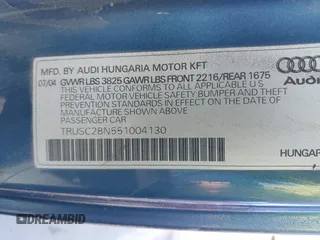 MFD. BY AUDI HUNGARIA MOTOR KFT
07/04 GVWR LBS 3825 GAWR LBS FRONT 2216/REAR 1675
THIS VEHICLE CONFORMS TO ALL APPLICABLE U S
FEDERAL MOTOR VEHICLE SAFETY BUMPER AND THEFT
PREVENTION STANDARDS IN EFFECT ON THE DATE OF
MANUFACTURE SHOWN ABOVE
PASSENGER CAR
Audi
TRUSC28N551004130
HUNGAR
DREAMBID